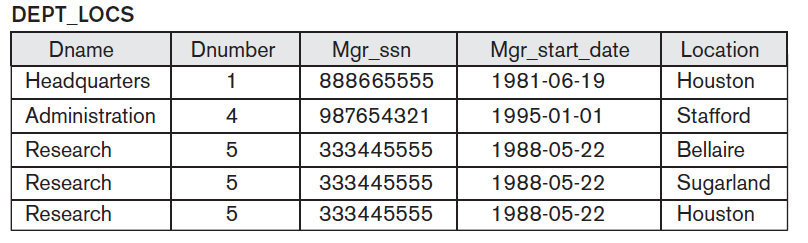 DEPT_LOCS
Dname Dnumber Mgr_ssn Mgr_start_date Location
Headquarters 1 888665555 1981-06-19 Houston
Administration 4 987654321 1995-01-01 Stafford
Research 5 333445555 1988-05-22 Bellaire
Research 5 333445555 1988-05-22 Sugarland
Research 5 333445555 1988-05-22 Houston